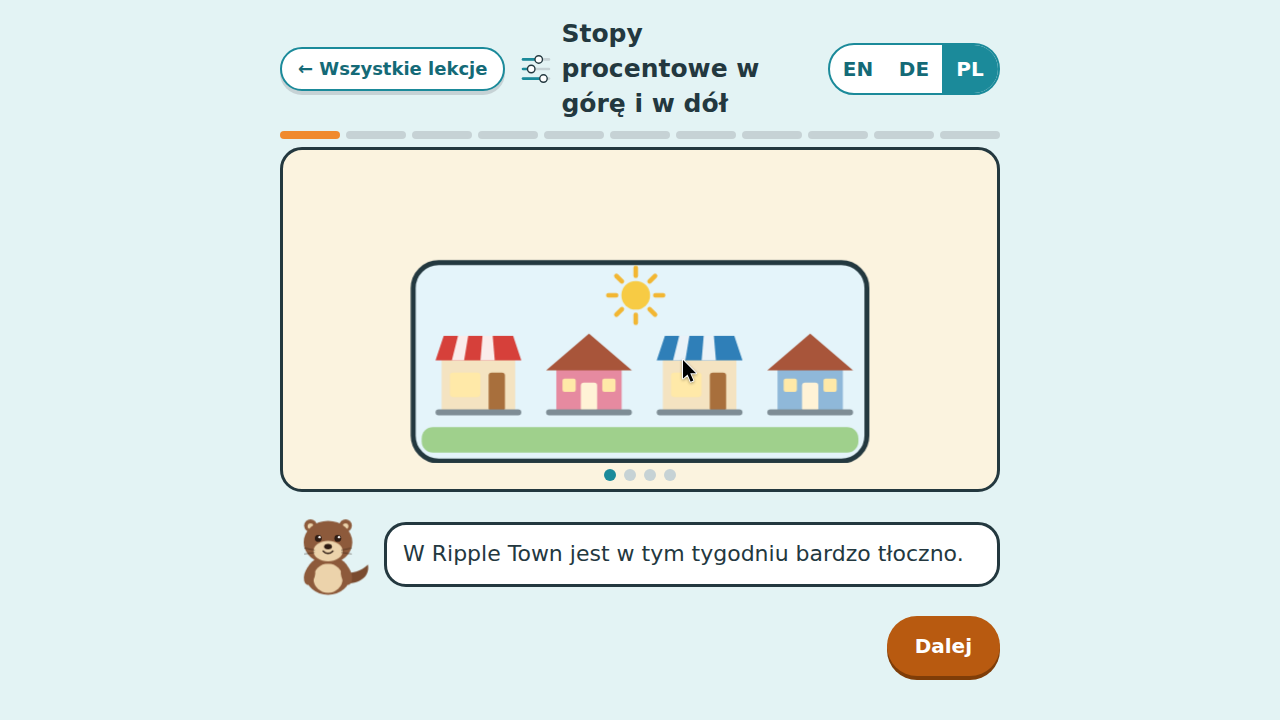 ← Wszystkie lekcje
Stopy
procentowe w
górę i w dół
EN DE PL
W Ripple Town jest w tym tygodniu bardzo tłoczno.
Dalej